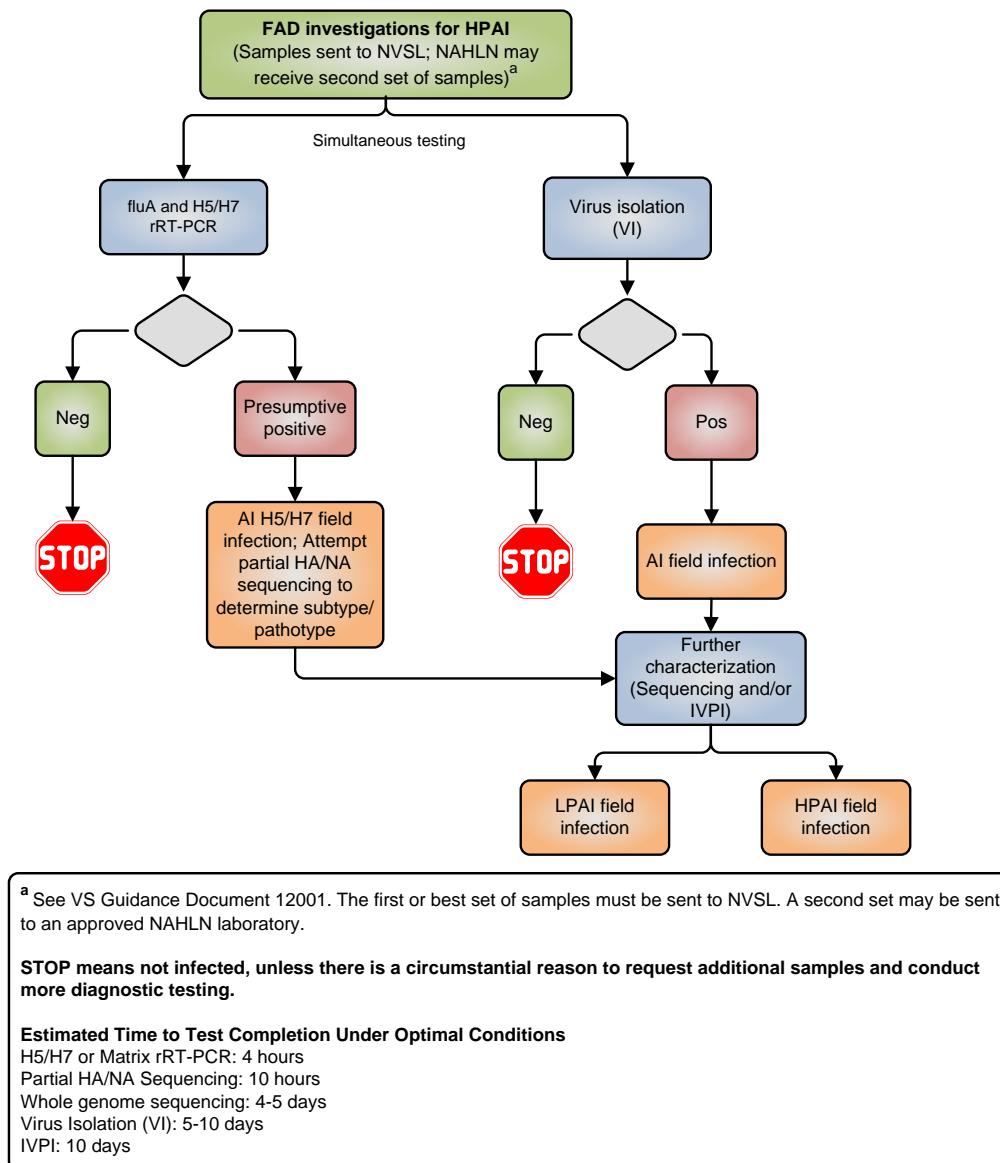 FAD investigations for HPAI
(Samples sent to NVSL; NAHLN may
receive second set of samples)a
Simultaneous testing
fluA and H5/H7
rRT-PCR
Virus isolation
(VI)
Neg
Presumptive
positive
Neg
Pos
STOP
AI H5/H7 field
infection; Attempt
partial HA/NA
sequencing to
determine subtype/
pathotype
STOP
AI field infection
Further
characterization
(Sequencing and/or
IVPI)
LPAI field
infection
HPAI field
infection
a See VS Guidance Document 12001. The first or best set of samples must be sent to NVSL. A second set may be sent
to an approved NAHLN laboratory.
STOP means not infected, unless there is a circumstantial reason to request additional samples and conduct
more diagnostic testing.
Estimated Time to Test Completion Under Optimal Conditions
H5/H7 or Matrix rRT-PCR: 4 hours
Partial HA/NA Sequencing: 10 hours
Whole genome sequencing: 4-5 days
Virus Isolation (VI): 5-10 days
IVPI: 10 days